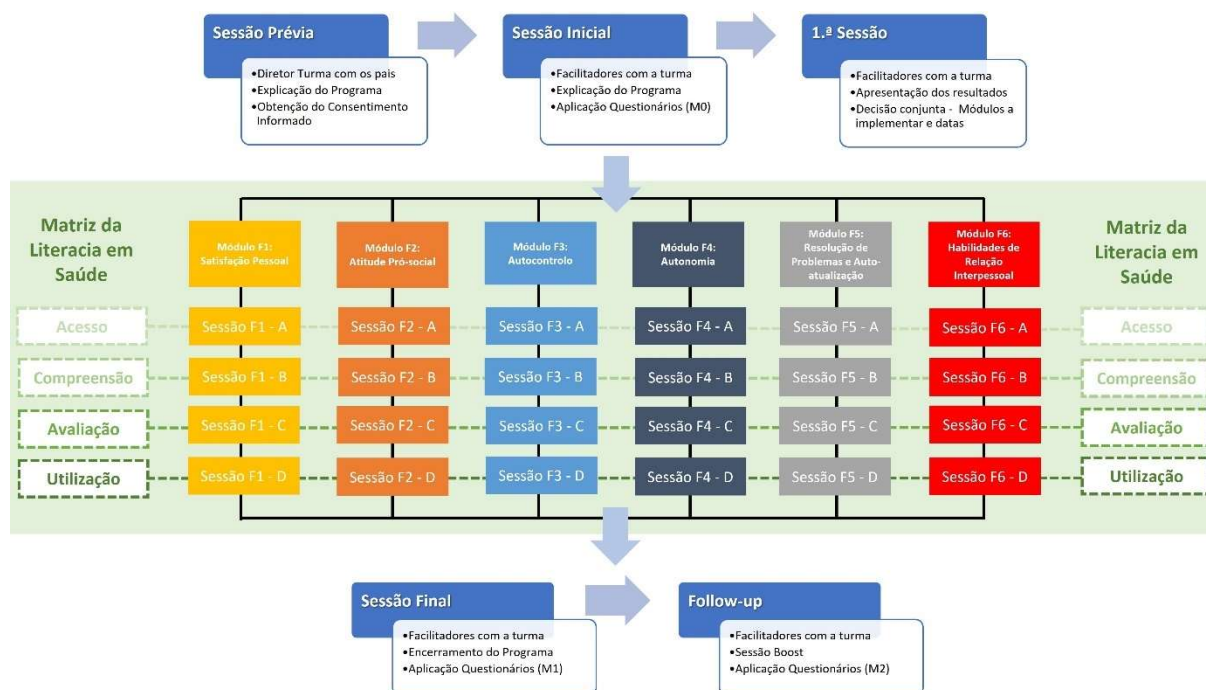 Sessão Prévia
•Diretor Turma com os pais
•Explicação do Programa
•Obtenção do Consentimento
Informado
Sessão Inicial
•Facilitadores com a turma
•Explicação do Programa
•Aplicação Questionários (M0)
1.ª Sessão
•Facilitadores com a turma
•Apresentação dos resultados
•Decisão conjunta - Módulos a
implementar e datas
Matriz da
Literacia em
Saúde
Módulo F1:
Satisfação Pessoal
Módulo F2:
Atitude Pró-social
Módulo F3:
Autocontrolo
Módulo F4:
Autonomia
Módulo F5:
Resolução de
Problemas e Auto-
atualização
Módulo F6:
Habilidades de
Relação
Interpessoal
Matriz da
Literacia em
Saúde
Acesso
Sessão F1 - A
Sessão F2 - A
Sessão F3 - A
Sessão F4 - A
Sessão F5 - A
Sessão F6 - A
Acesso
Compreensão
Sessão F1 - B
Sessão F2 - B
Sessão F3 - B
Sessão F4 - B
Sessão F5 - B
Sessão F6 - B
Compreensão
Avaliação
Sessão F1 - C
Sessão F2 - C
Sessão F3 - C
Sessão F4 - C
Sessão F5 - C
Sessão F6 - C
Avaliação
Utilização
Sessão F1 - D
Sessão F2 - D
Sessão F3 - D
Sessão F4 - D
Sessão F5 - D
Sessão F6 - D
Utilização
Sessão Final
•Facilitadores com a turma
•Encerramento do Programa
•Aplicação Questionários (M1)
Follow-up
•Facilitadores com a turma
•Sessão Boost
•Aplicação Questionários (M2)